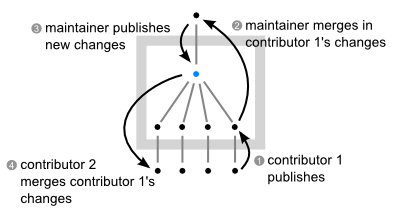 ❸ maintainer publishes
new changes
❷ maintainer merges in
contributor 1's changes
❹ contributor 2
merges contributor 1's
changes
❶ contributor 1
publishes